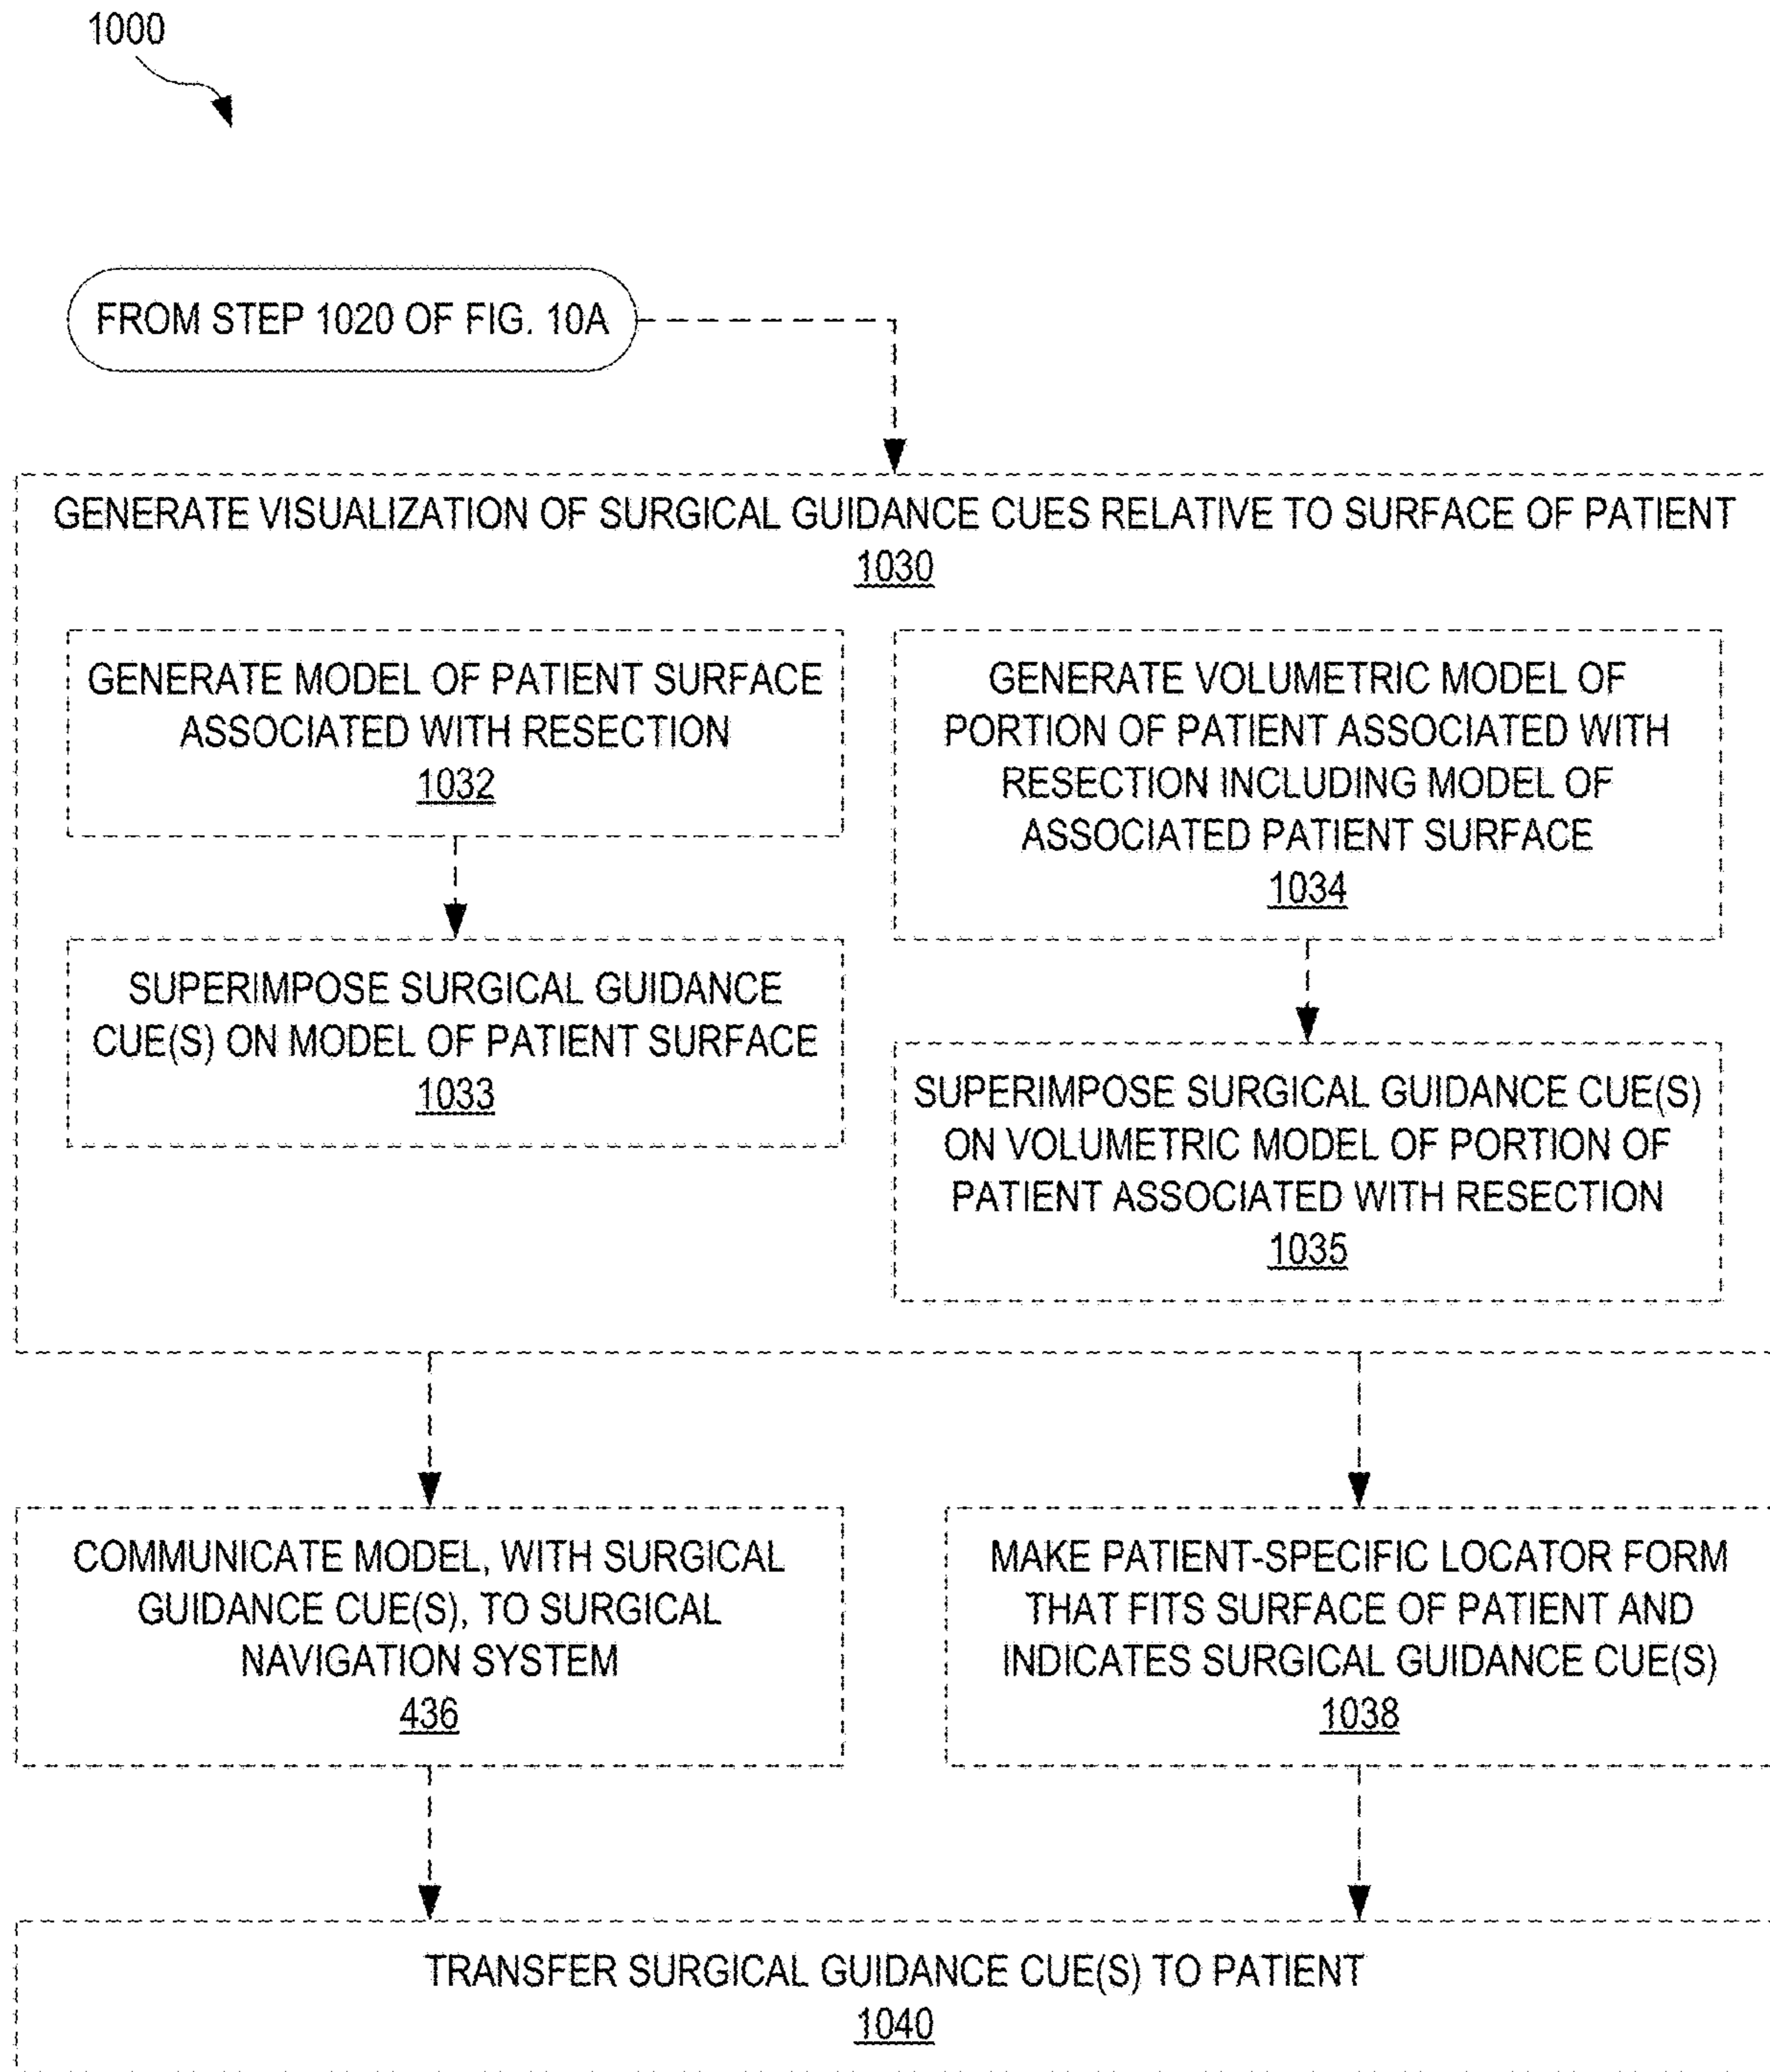 1000
FROM STEP 1020 OF FIG. 10A
GENERATE VISUALIZATION OF SURGICAL GUIDANCE CUES RELATIVE TO SURFACE OF PATIENT
1030
GENERATE MODEL OF PATIENT SURFACE
ASSOCIATED WITH RESECTION
1032
SUPERIMPOSE SURGICAL GUIDANCE
CUE(S) ON MODEL OF PATIENT SURFACE
1033
GENERATE VOLUMETRIC MODEL OF
PORTION OF PATIENT ASSOCIATED WITH
RESECTION INCLUDING MODEL OF
ASSOCIATED PATIENT SURFACE
1034
SUPERIMPOSE SURGICAL GUIDANCE CUE(S)
ON VOLUMETRIC MODEL OF PORTION OF
PATIENT ASSOCIATED WITH RESECTION
1035
COMMUNICATE MODEL, WITH SURGICAL
GUIDANCE CUE(S), TO SURGICAL
NAVIGATION SYSTEM
436
MAKE PATIENT-SPECIFIC LOCATOR FORM
THAT FITS SURFACE OF PATIENT AND
INDICATES SURGICAL GUIDANCE CUE(S)
1038
TRANSFER SURGICAL GUIDANCE CUE(S) TO PATIENT
1040